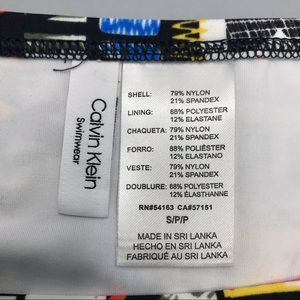 Calvin Klein
Swimwear
SHELL: 79% NYLON
21% SPANDEX
LINING: 88% POLYESTER
12% ELASTANE
CHAQUETA: 79% NYLON
21% SPANDEX
FORRO: 88% POLIÉSTER
12% ELASTANO
VESTE: 79% NYLON
21% SPANDEX
DOUBLURE: 88% POLYESTER
12% ÉLASTHANNE
RN#54163 CA#57151
S/P/P
MADE IN SRI LANKA
HECHO EN SRI LANKA
FABRIQUÉ AU SRI LANKA